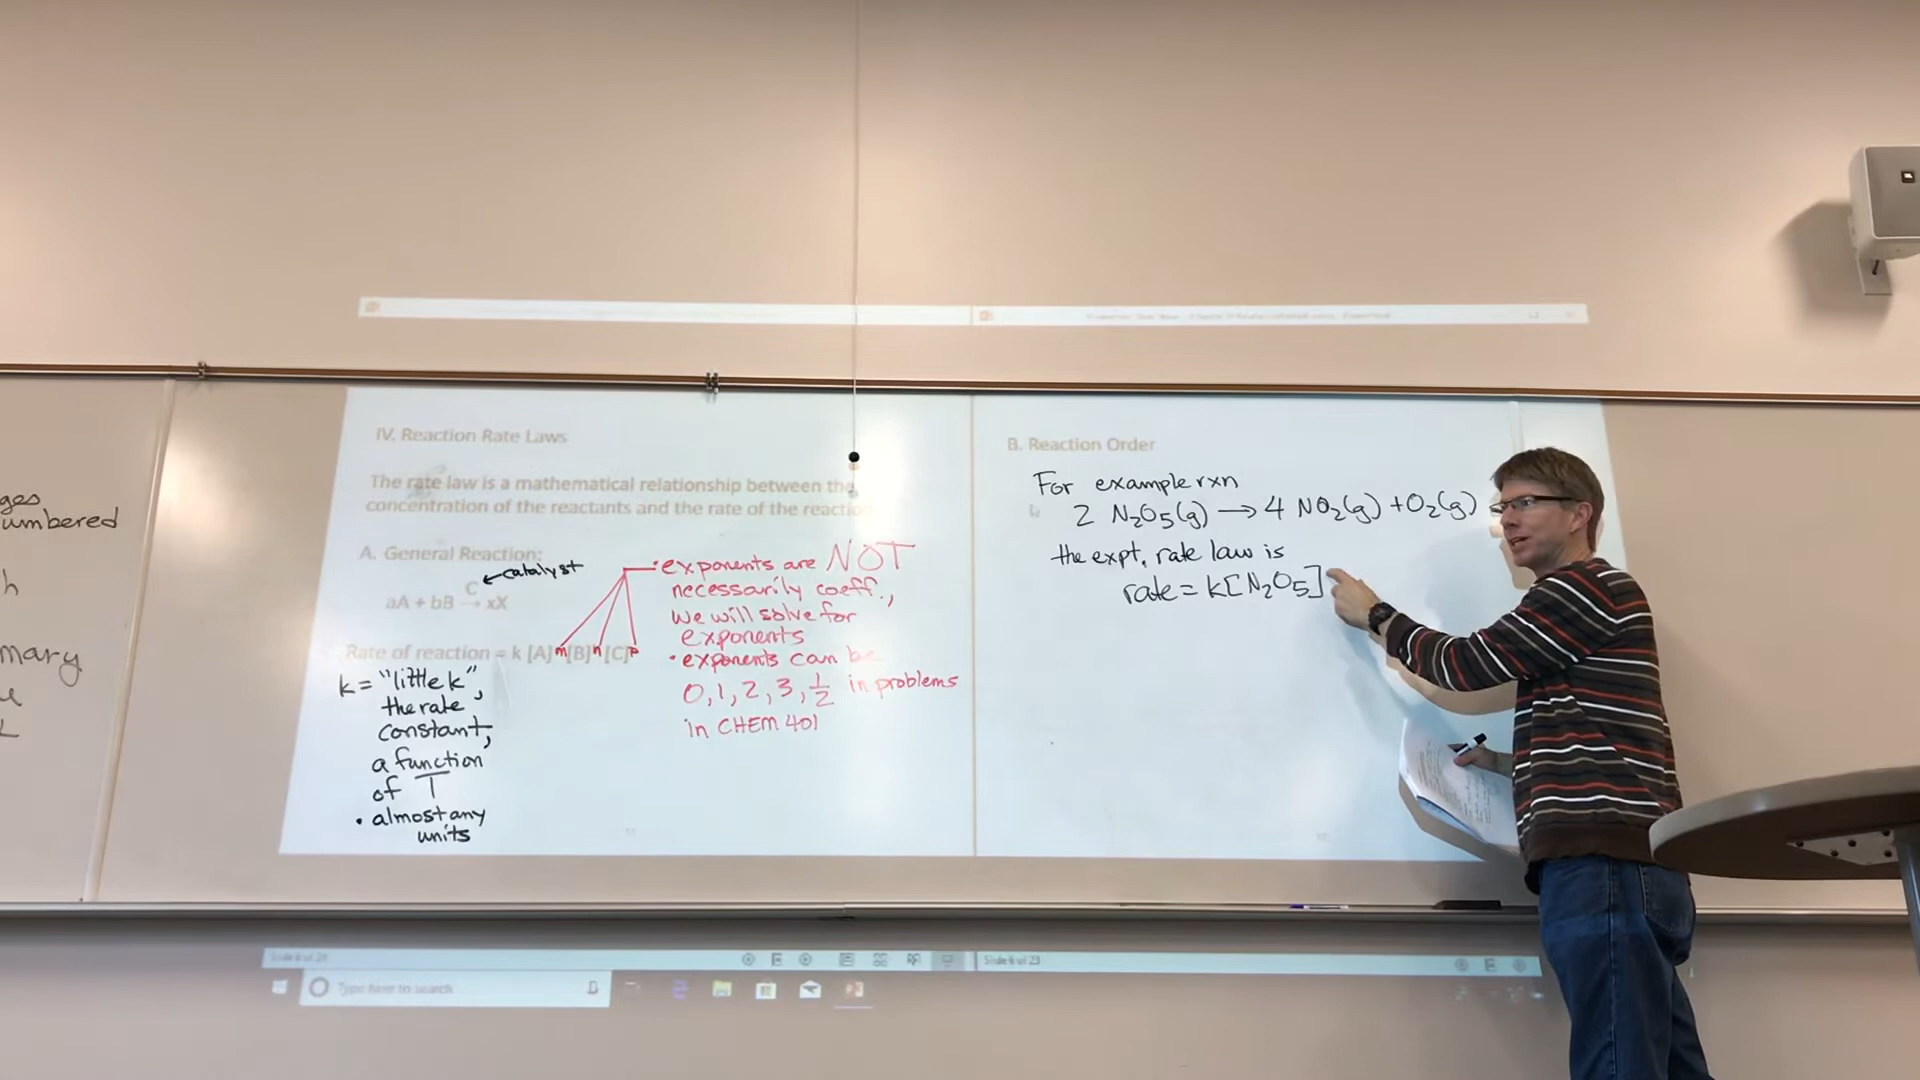 ges
umbered
h
mary
IV. Reaction Rate Laws
The rate law is a mathematical relationship between the
concentration of the reactants and the rate of the reaction
A. General Reaction:
C ← catalyst
aA + bB → xX
Rate of reaction = k [A]m[B]n[C]p
k = "little k",
the rate
constant,
a function
of T
• almost any
units
• exponents are NOT
necessarily coeff.,
we will solve for
exponents
• exponents can be
0, 1, 2, 3, 1/2 in problems
in CHEM 401
B. Reaction Order
For example rxn
2 N2O5(g) → 4 NO2(g) + O2(g)
the expt. rate law is
rate = k[N2O5]
Slide 23
Type here to search